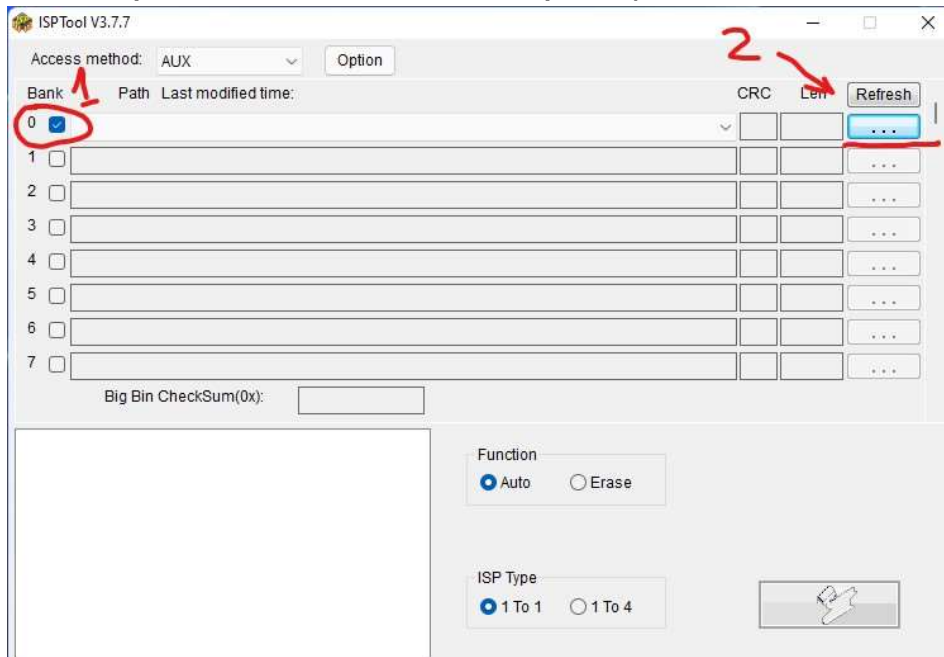 ISPTool V3.7.7
Access method: AUX Option
2
Bank 1 Path Last modified time: CRC Len Refresh
0 ...
1 ...
2 ...
3 ...
4 ...
5 ...
6 ...
7 ...
Big Bin CheckSum(0x):
Function
Auto Erase
ISP Type
1 To 1 1 To 4